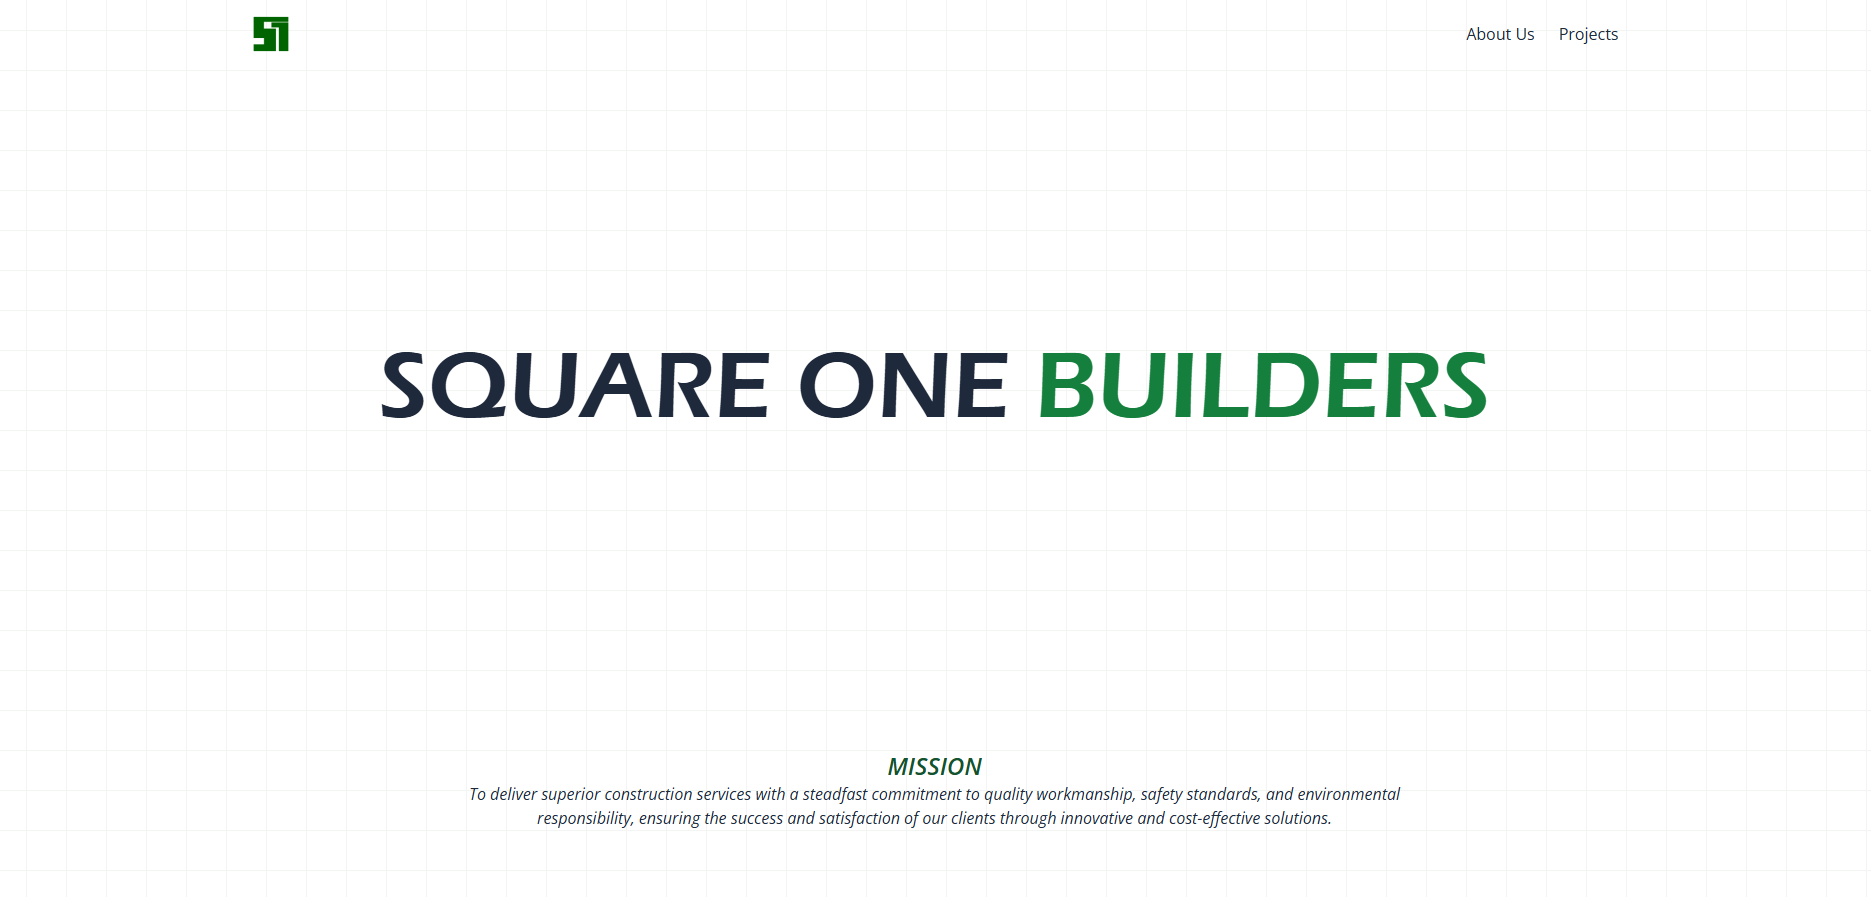 S1
About Us Projects
SQUARE ONE BUILDERS
MISSION
To deliver superior construction services with a steadfast commitment to quality workmanship, safety standards, and environmental
responsibility, ensuring the success and satisfaction of our clients through innovative and cost-effective solutions.